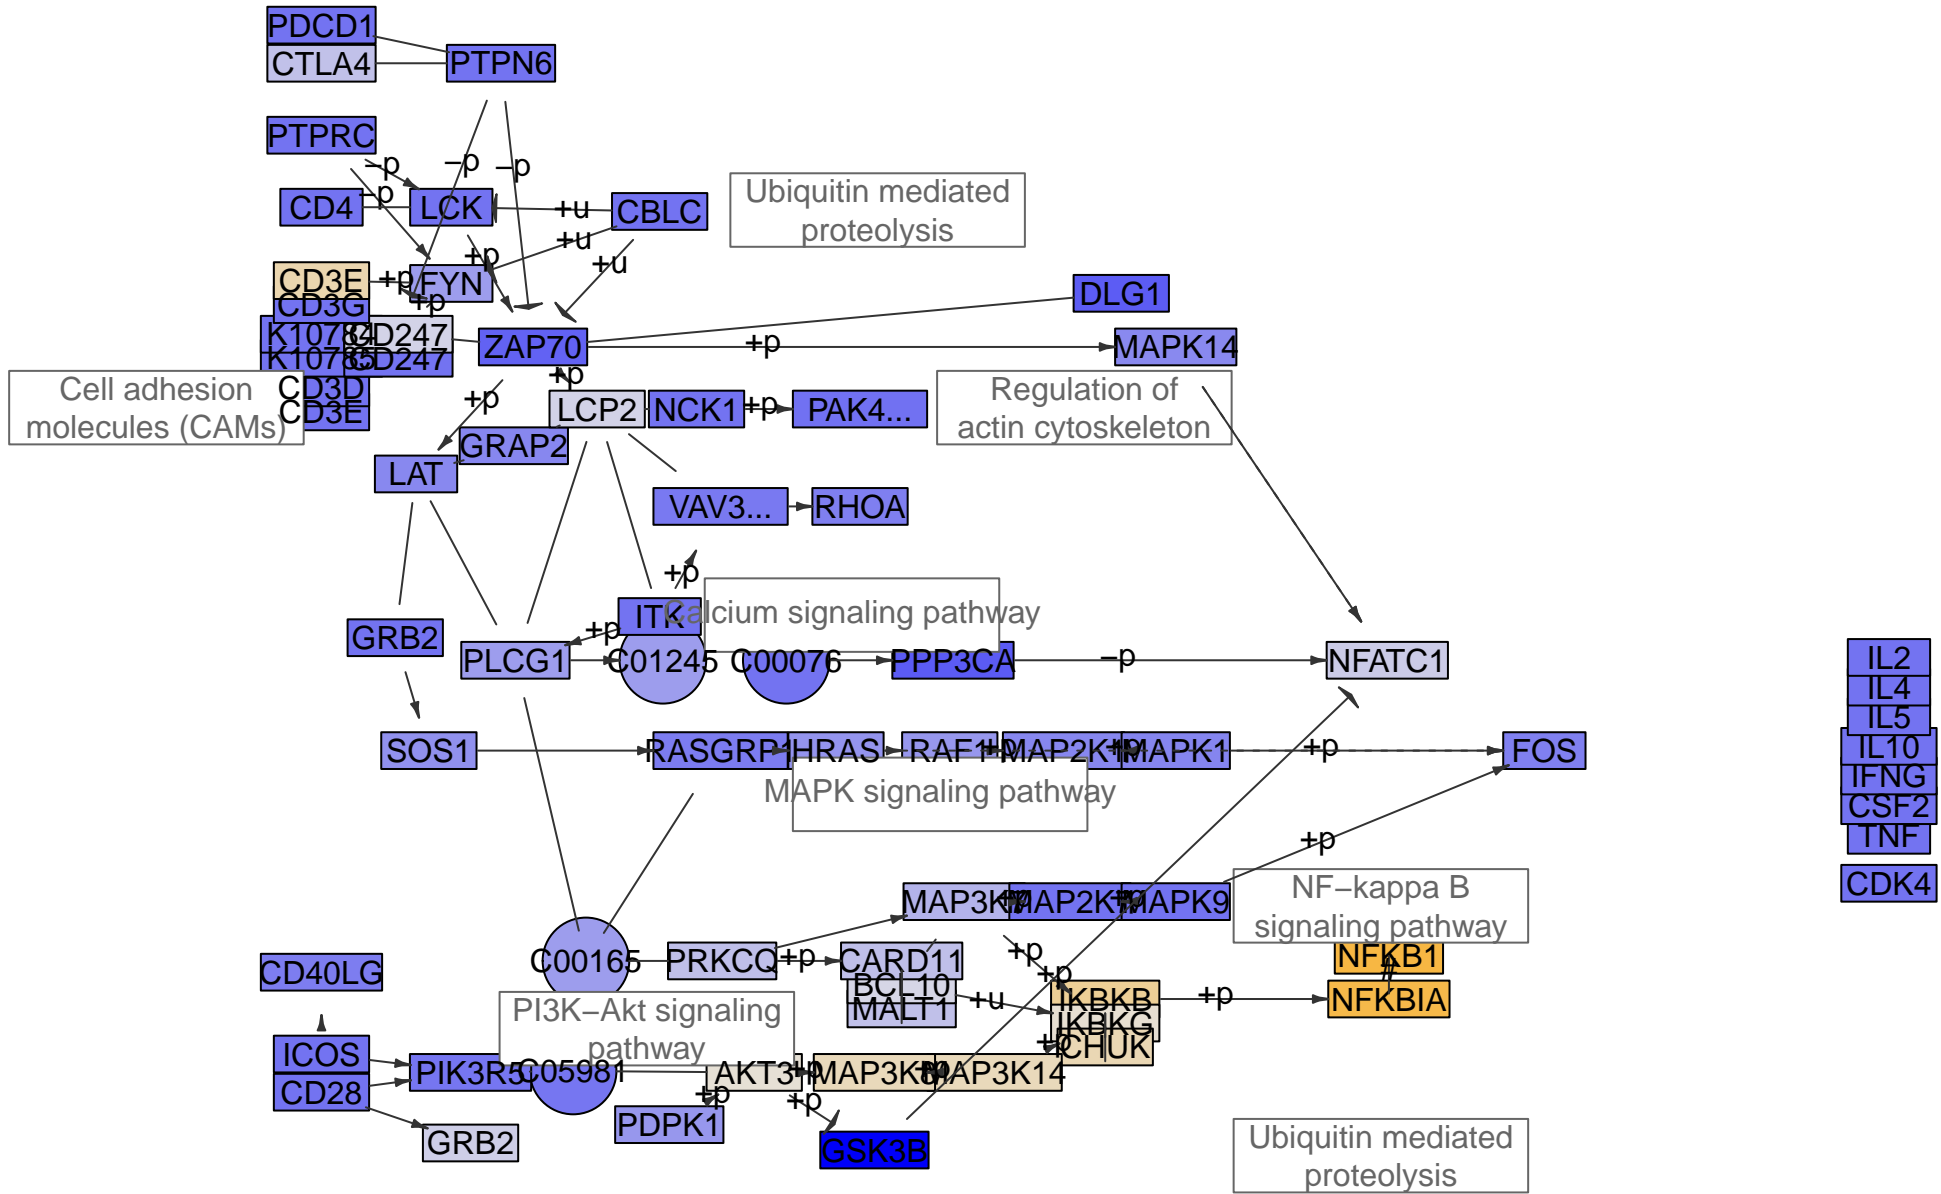 PDCD1
CTLA4
PTPN6
PTPRC
−p
−p
−p
−p
CD4
LCK
+u
CBLC
Ubiquitin mediated
proteolysis
+u
+p
+u
CD3E
+p
FYN
+p
CD3G
DLG1
CD247
ZAP70
+p
MAPK14
CD247
+p
Cell adhesion
molecules (CAMs)
CD3D
CD3E
+p
LCP2
NCK1
+p
PAK4...
Regulation of
actin cytoskeleton
GRAP2
LAT
VAV3...
RHOA
+p
ITK
Calcium signaling pathway
GRB2
+p
PLCG1
C01245
C00076
PPP3CA
−p
NFATC1
IL2
IL4
IL5
IL10
IFNG
CSF2
TNF
CDK4
SOS1
RASGRP1
HRAS
RAF1
MAPK1
+p
FOS
MAPK signaling pathway
+p
MAPK9
NF−kappa B
signaling pathway
C00165
PRKCQ
+p
CARD11
+p
+p
BCL10
MALT1
+u
IKBKB
IKBKG
CHUK
+p
NFKB1
NFKBIA
CD40LG
PI3K−Akt signaling
pathway
ICOS
CD28
PIK3R5
C05981
AKT3
+p
MAP3K14
+p
+p
PDPK1
GRB2
GSK3B
Ubiquitin mediated
proteolysis